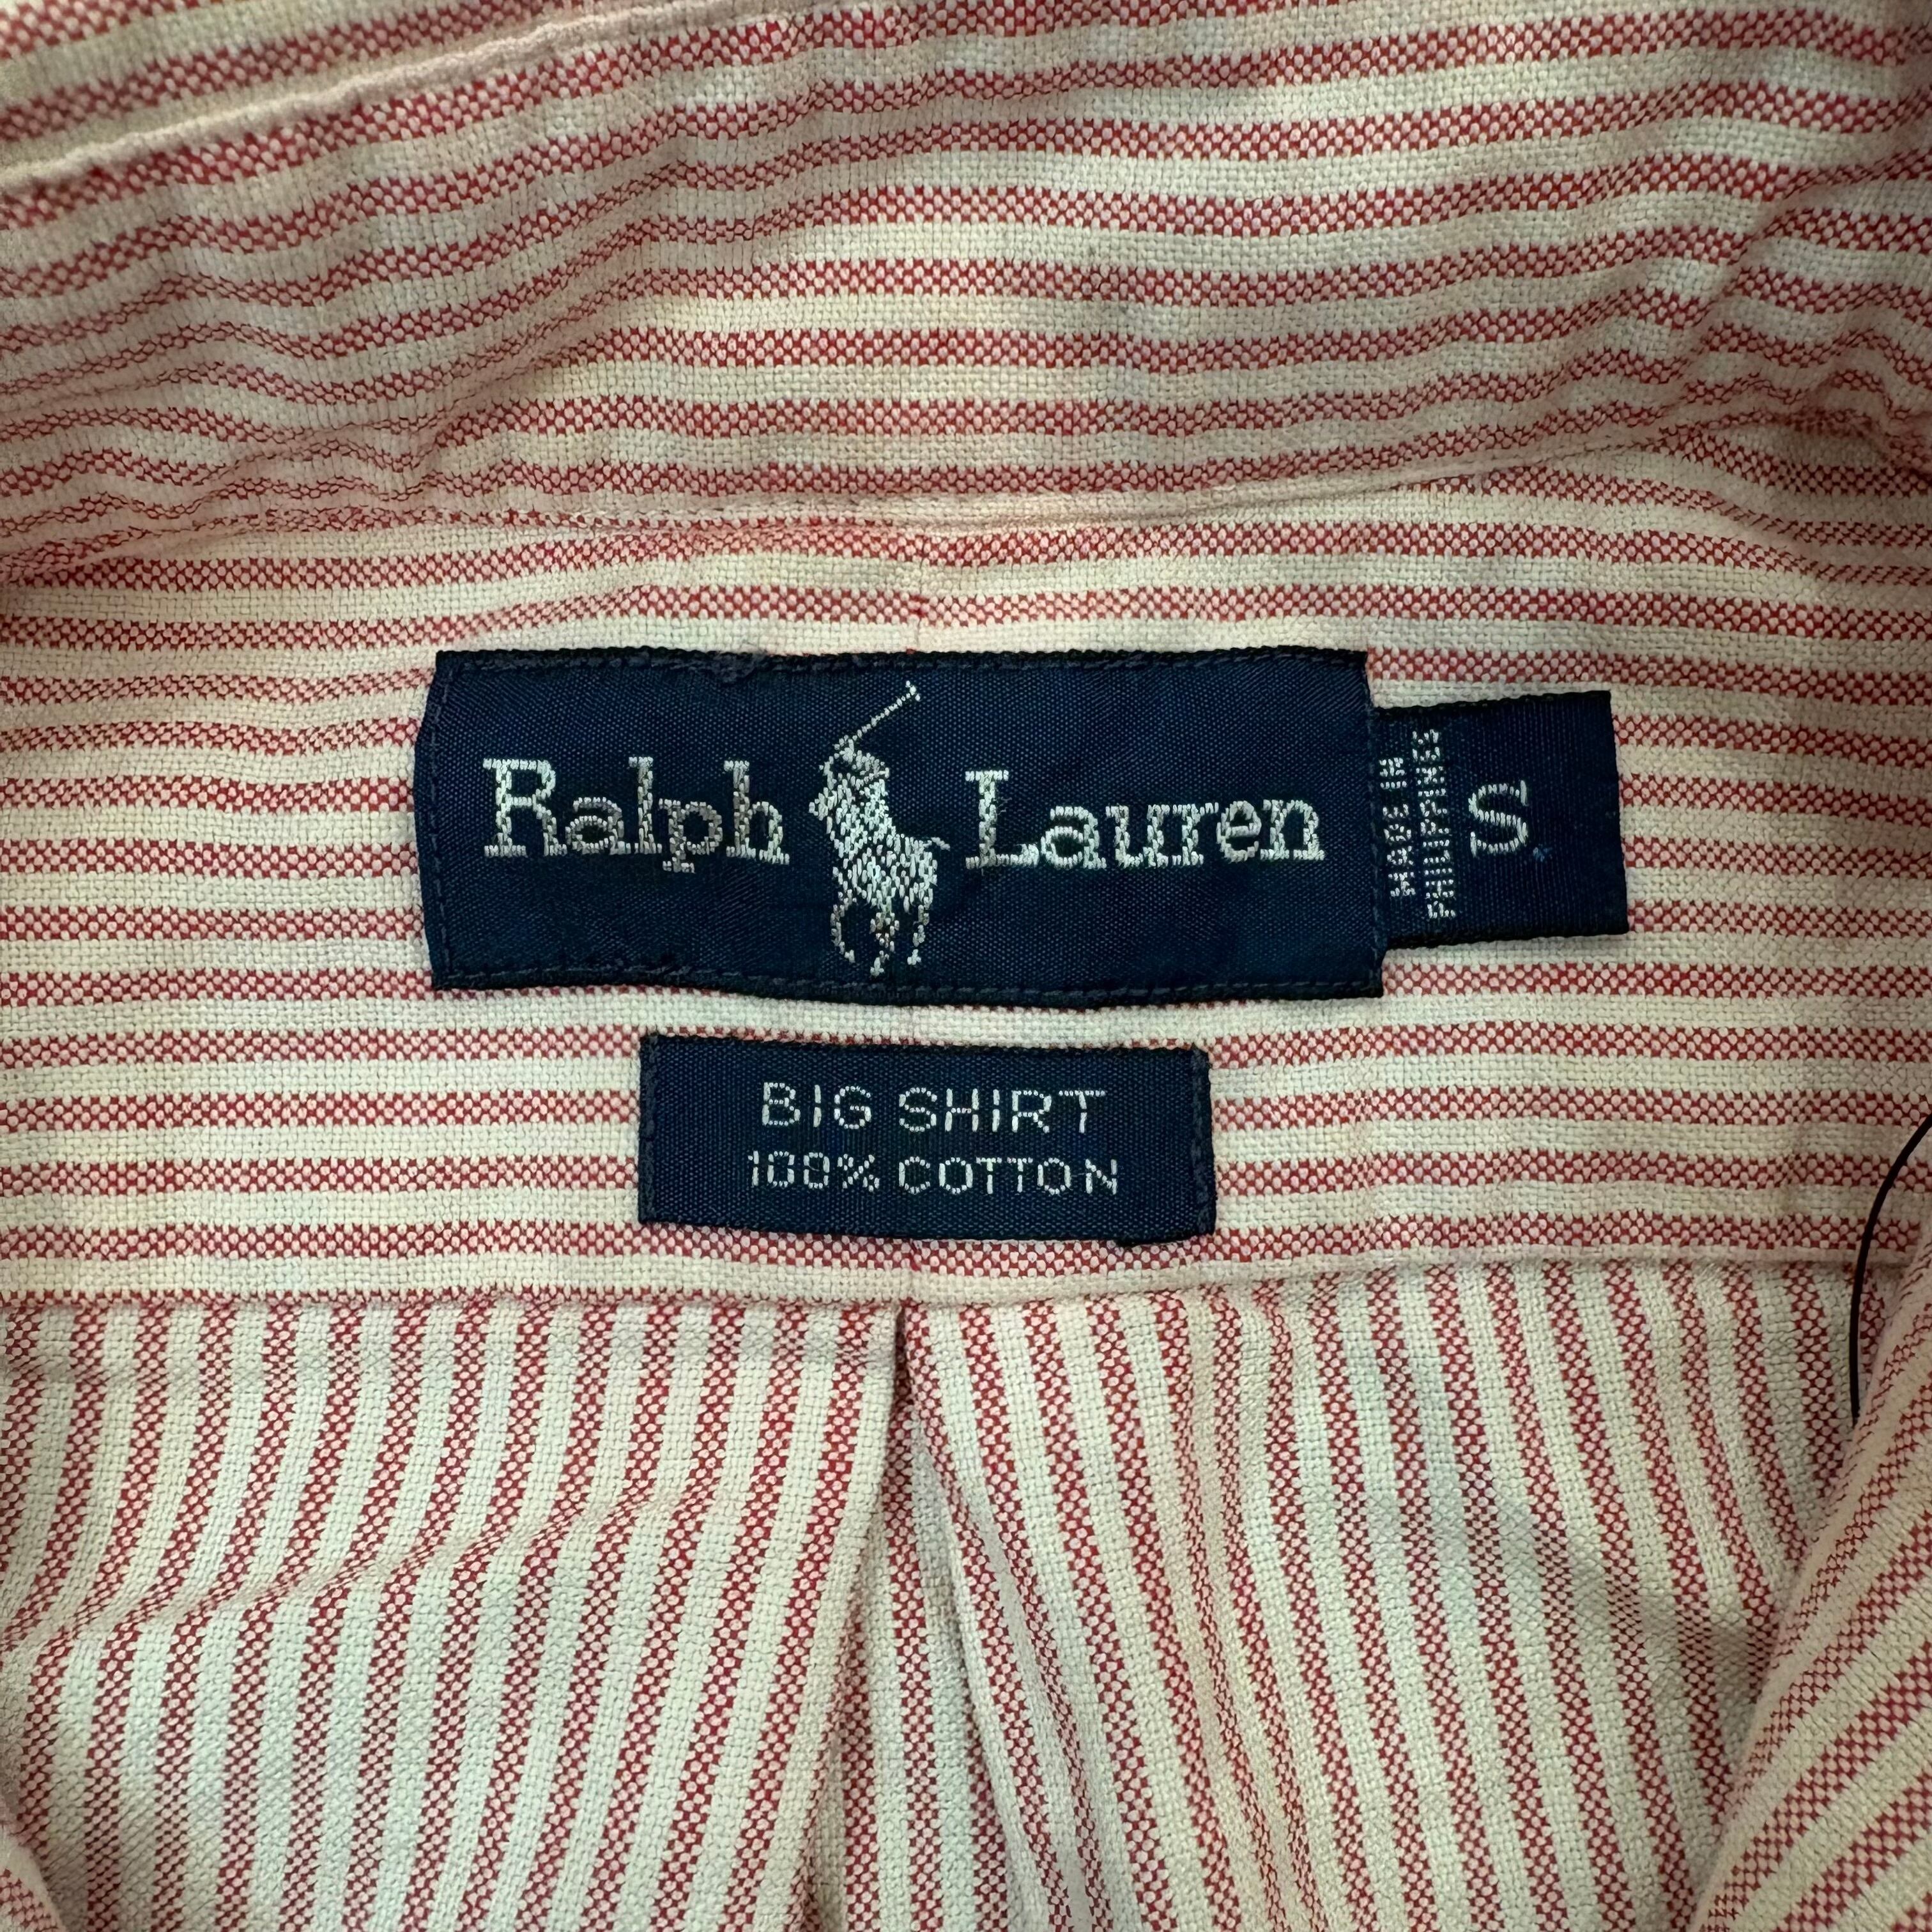 Ralph Lauren
MADE IN
PHILIPPINES
S
BIG SHIRT
100% COTTON